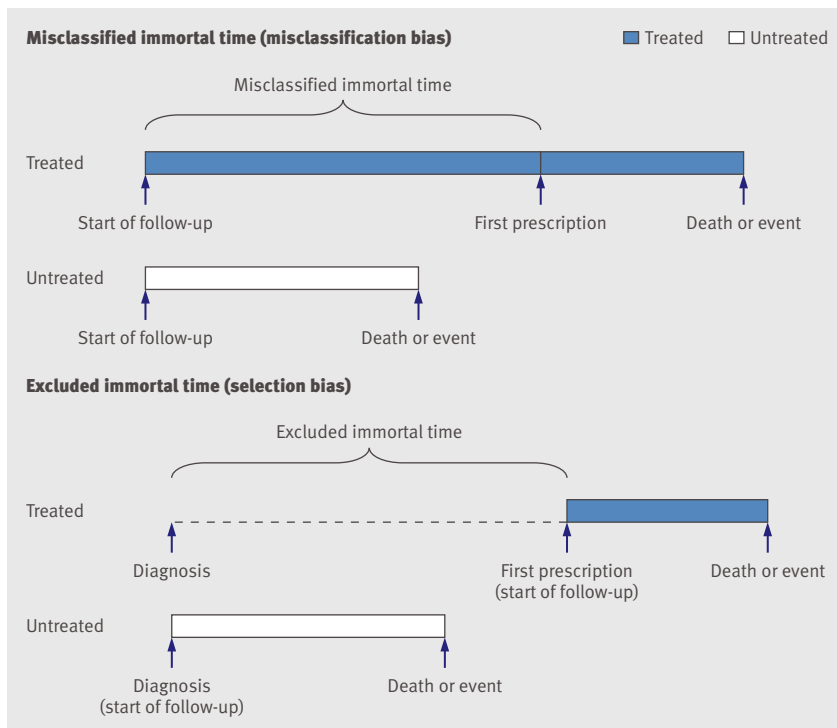 Misclassified immortal time (misclassification bias)
Treated
Untreated
Misclassified immortal time
Treated
Start of follow-up
First prescription
Death or event
Untreated
Start of follow-up
Death or event
Excluded immortal time (selection bias)
Excluded immortal time
Treated
Diagnosis
First prescription
(start of follow-up)
Death or event
Untreated
Diagnosis
(start of follow-up)
Death or event